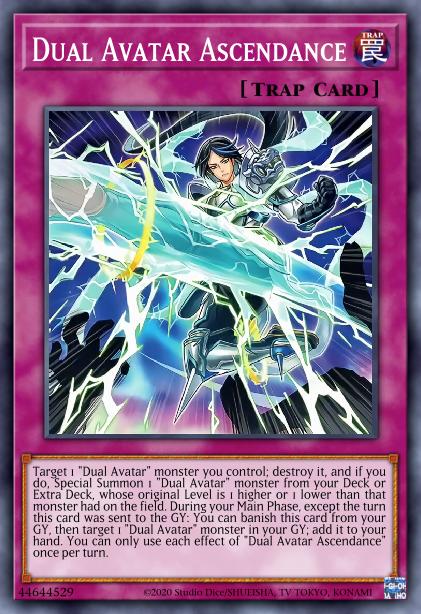 DUAL AVATAR ASCENDANCE
TRAP
罠
[TRAP CARD]
Target 1 "Dual Avatar" monster you control; destroy it, and if you
do, Special Summon 1 "Dual Avatar" monster from your Deck or
Extra Deck, whose original Level is 1 higher or 1 lower than that
monster had on the field. During your Main Phase, except the turn
this card was sent to the GY: You can banish this card from your
GY, then target 1 "Dual Avatar" monster in your GY; add it to your
hand. You can only use each effect of "Dual Avatar Ascendance"
once per turn.
44644529
©2020 Studio Dice/SHUEISHA, TV TOKYO, KONAMI